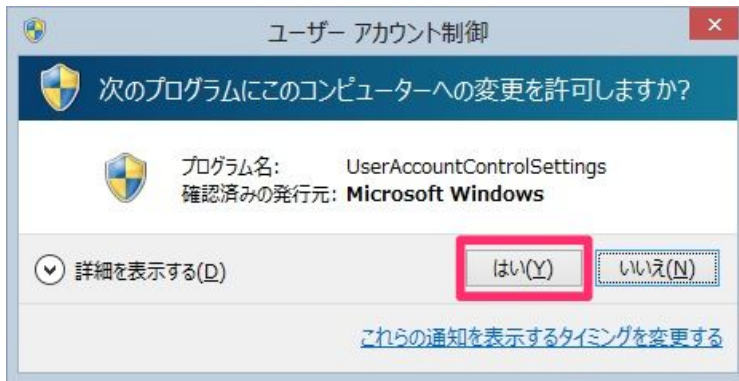 ユーザー アカウント制御
次のプログラムにこのコンピューターへの変更を許可しますか?
プログラム名: UserAccountControlSettings
確認済みの発行元: Microsoft Windows
詳細を表示する(D) はい(Y) いいえ(N)
これらの通知を表示するタイミングを変更する